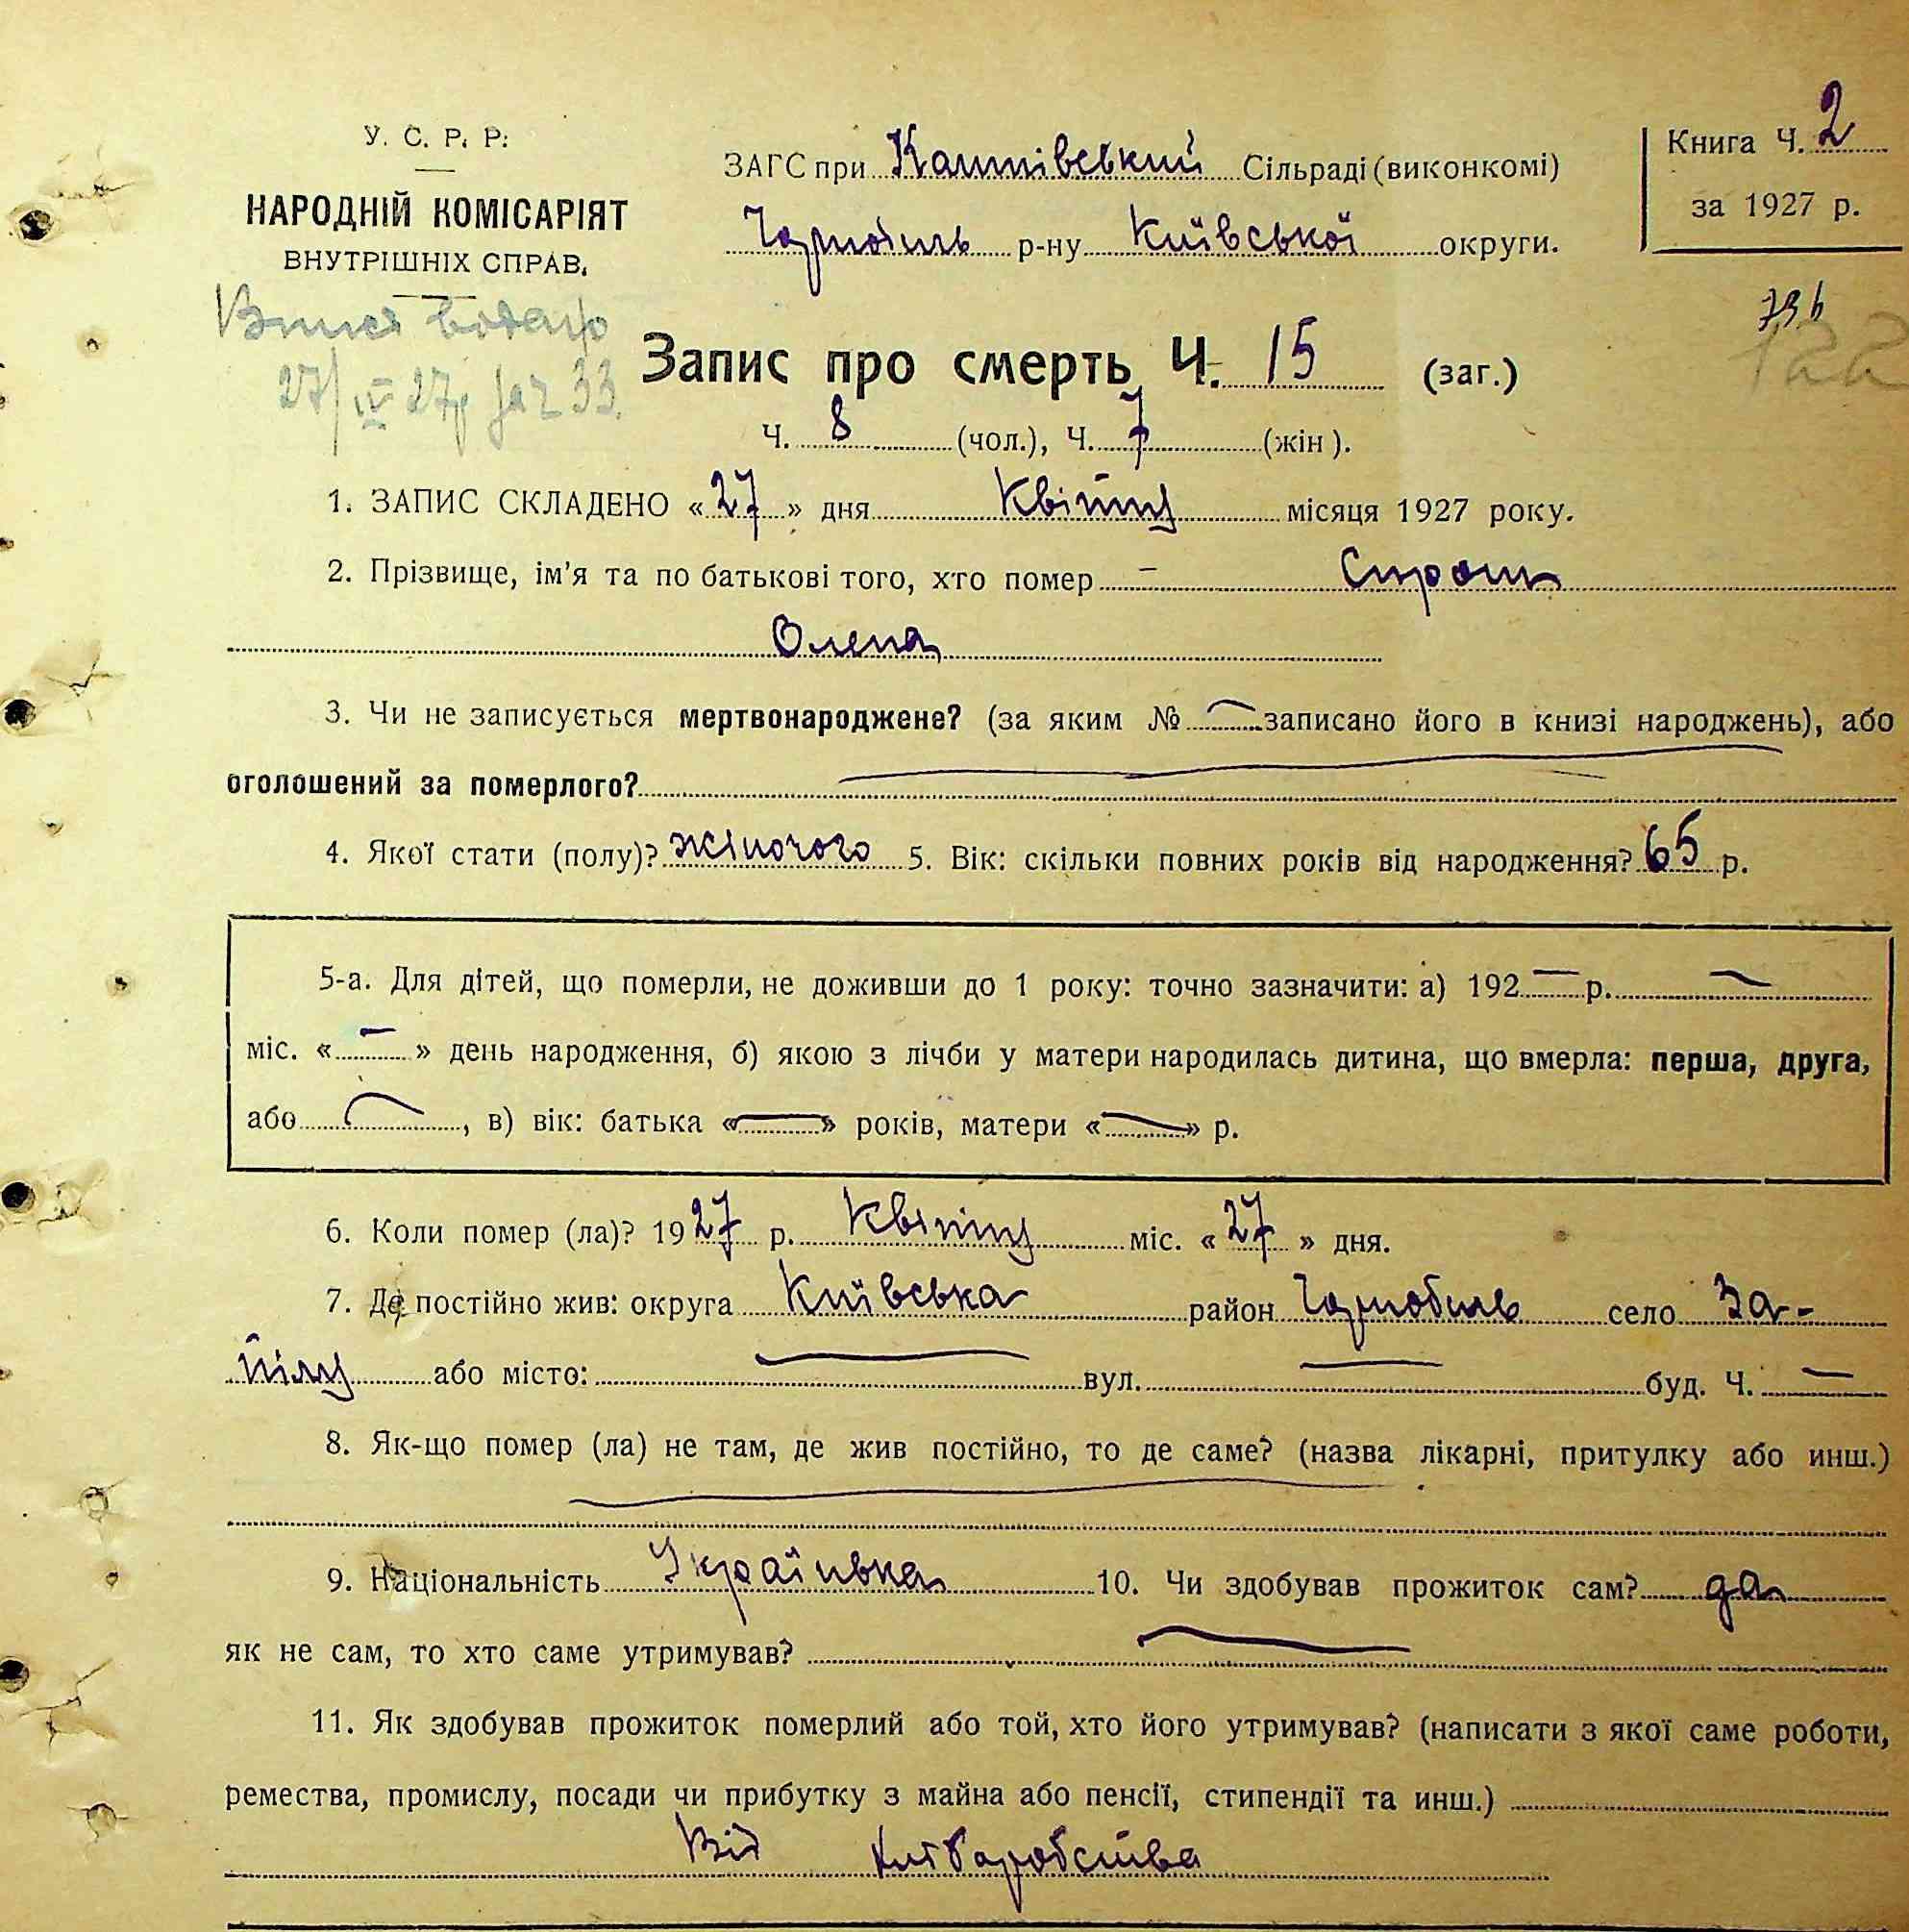 У. С. Р. Р.
НАРОДНІЙ КОМІСАРІЯТ
ВНУТРІШНІХ СПРАВ.
ЗАГС при Сільраді (виконкомі)
Чорнобиль р-ну Київської округи.
Книга Ч. 2
за 1927 р.
27/IV 27р 33
Запис про смерть Ч. 15 (заг.)
Ч. 8 (чол.), Ч. 7 (жін).
1. ЗАПИС СКЛАДЕНО «27» дня Квітня місяця 1927 року.
2. Прізвище, ім'я та по батькові того, хто помер –
Олена
3. Чи не записується мертвонароджене? (за яким № – записано його в книзі народжень), або
оголошений за померлого? –
4. Якої стати (полу)? жіночого 5. Вік: скільки повних років від народження? 65 р.
5-а. Для дітей, що померли, не доживши до 1 року: точно зазначити: а) 192 – р. –
міс. « – » день народження, б) якою з лічби у матери народилась дитина, що вмерла: перша, друга,
або –, в) вік: батька « – » років, матери « – » р.
6. Коли помер (ла)? 1927 р. Квітня міс. «27» дня.
7. Де постійно жив: округа Київська район Чорнобиль село За-
пілля або місто: – вул. – буд. Ч. –
8. Як-що помер (ла) не там, де жив постійно, то де саме? (назва лікарні, притулку або инш.)
9. Національність Українка 10. Чи здобував прожиток сам? да
як не сам, то хто саме утримував? –
11. Як здобував прожиток померлий або той, хто його утримував? (написати з якої саме роботи,
ремества, промислу, посади чи прибутку з майна або пенсії, стипендії та инш.)
Від хліборобства